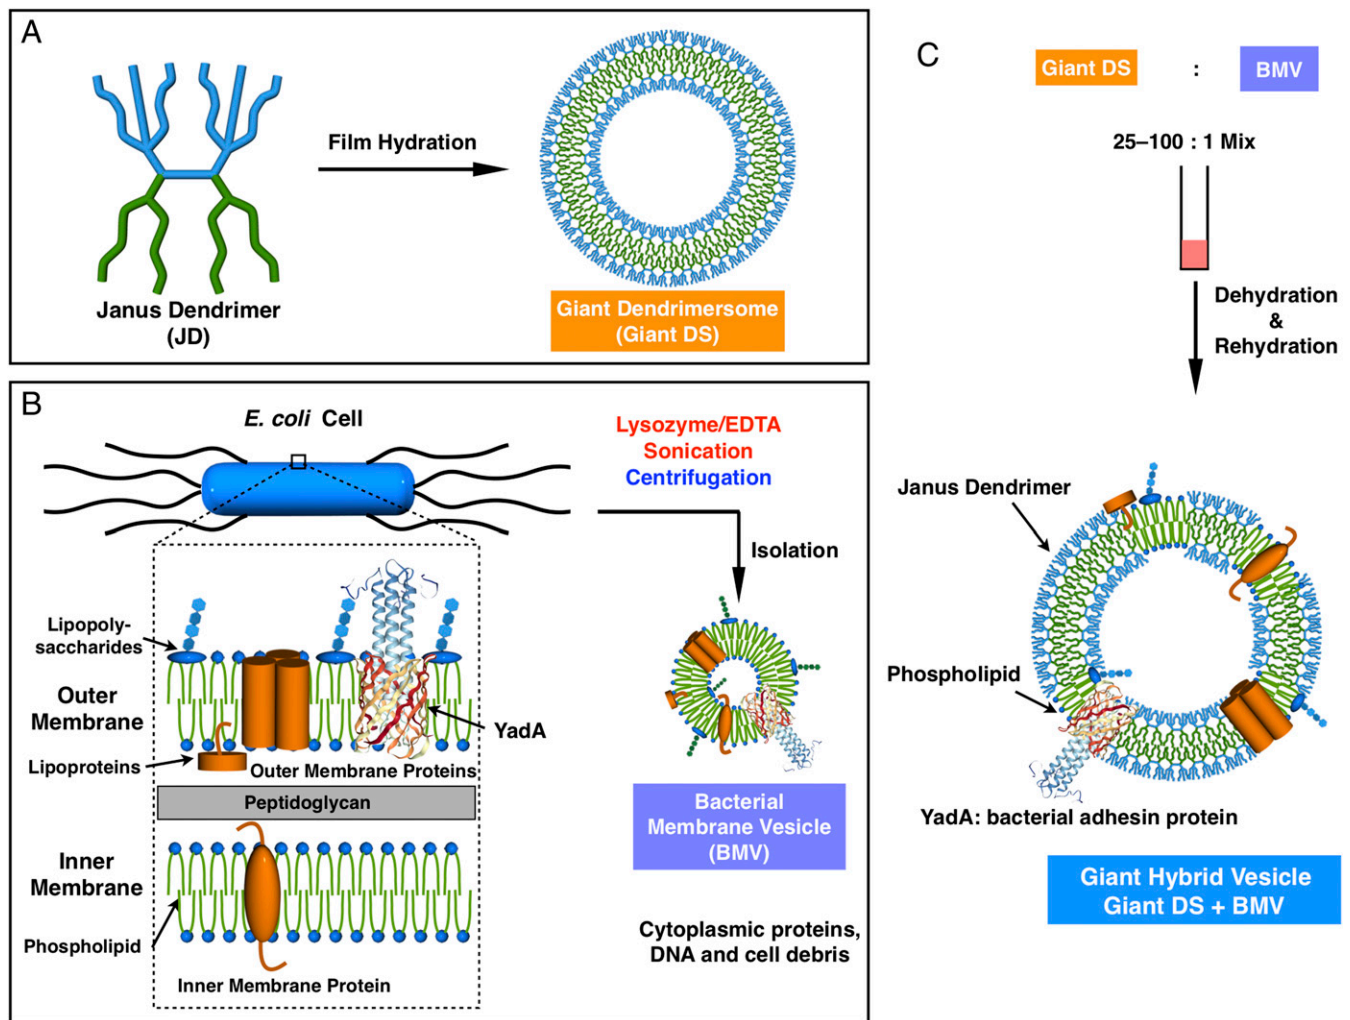 A
Film Hydration
Janus Dendrimer
(JD)
Giant Dendrimersome
(Giant DS)
B
E. coli Cell
Lysozyme/EDTA
Sonication
Centrifugation
Isolation
Lipopoly-
saccharides
Outer
Membrane
YadA
Lipoproteins
Outer Membrane Proteins
Peptidoglycan
Inner
Membrane
Phospholipid
Inner Membrane Protein
Bacterial
Membrane Vesicle
(BMV)
Cytoplasmic proteins,
DNA and cell debris
C
Giant DS : BMV
25–100 : 1 Mix
Dehydration
&
Rehydration
Janus Dendrimer
Phospholipid
YadA: bacterial adhesin protein
Giant Hybrid Vesicle
Giant DS + BMV